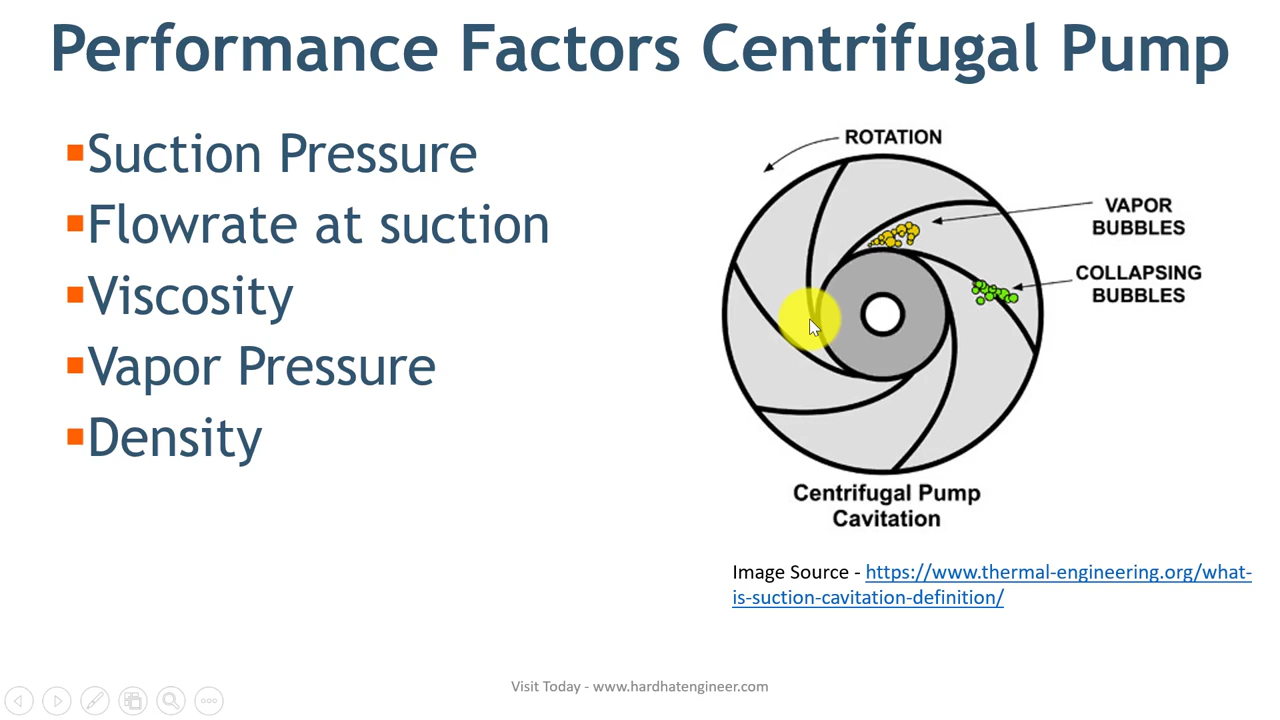 Performance Factors Centrifugal Pump
Suction Pressure
Flowrate at suction
Viscosity
Vapor Pressure
Density
ROTATION
VAPOR
BUBBLES
COLLAPSING
BUBBLES
Centrifugal Pump
Cavitation
Image Source - https://www.thermal-engineering.org/what-
is-suction-cavitation-definition/
Visit Today - www.hardhatengineer.com